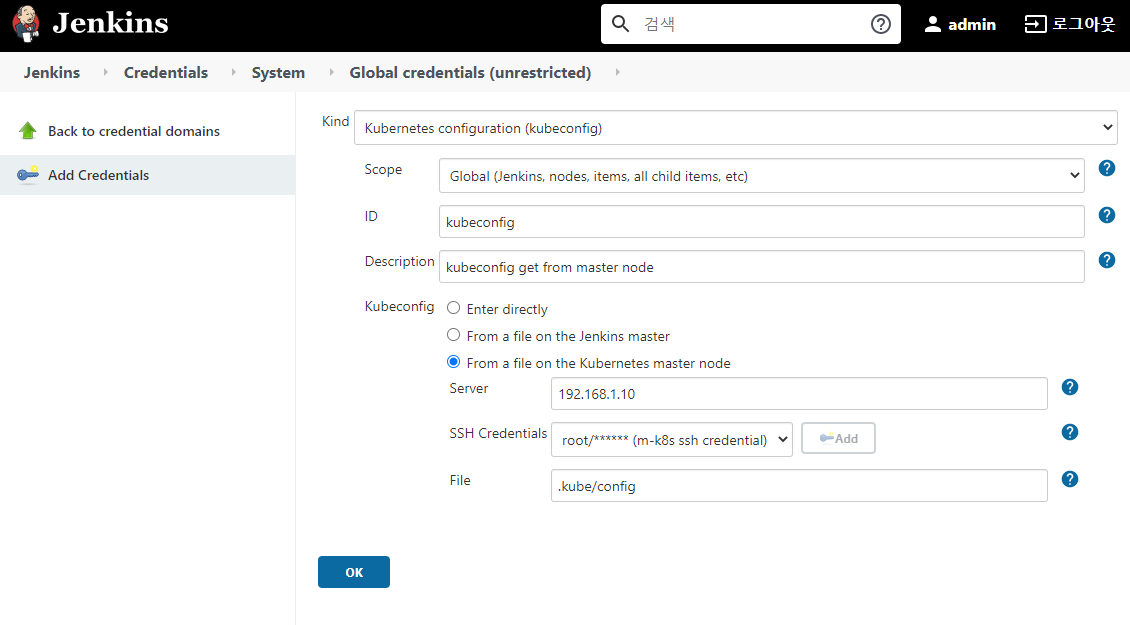 Jenkins
검색
admin
로그아웃
Jenkins
Credentials
System
Global credentials (unrestricted)
Back to credential domains
Add Credentials
Kind
Kubernetes configuration (kubeconfig)
Scope
Global (Jenkins, nodes, items, all child items, etc)
ID
kubeconfig
Description
kubeconfig get from master node
Kubeconfig
Enter directly
From a file on the Jenkins master
From a file on the Kubernetes master node
Server
192.168.1.10
SSH Credentials
root/****** (m-k8s ssh credential)
Add
File
.kube/config
OK